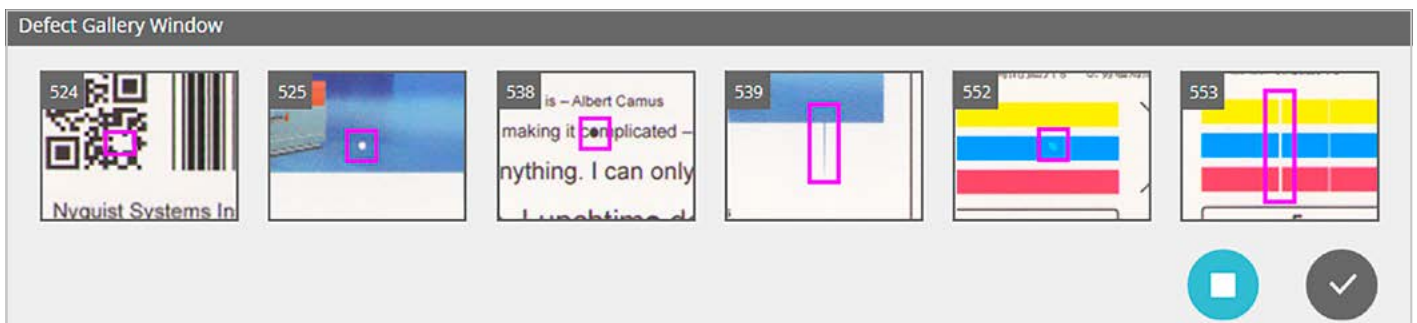 Defect Gallery Window
524
Nyquist Systems In
525
538
is – Albert Camus
making it complicated –
nything. I can only
Lunchtime
539
552
553